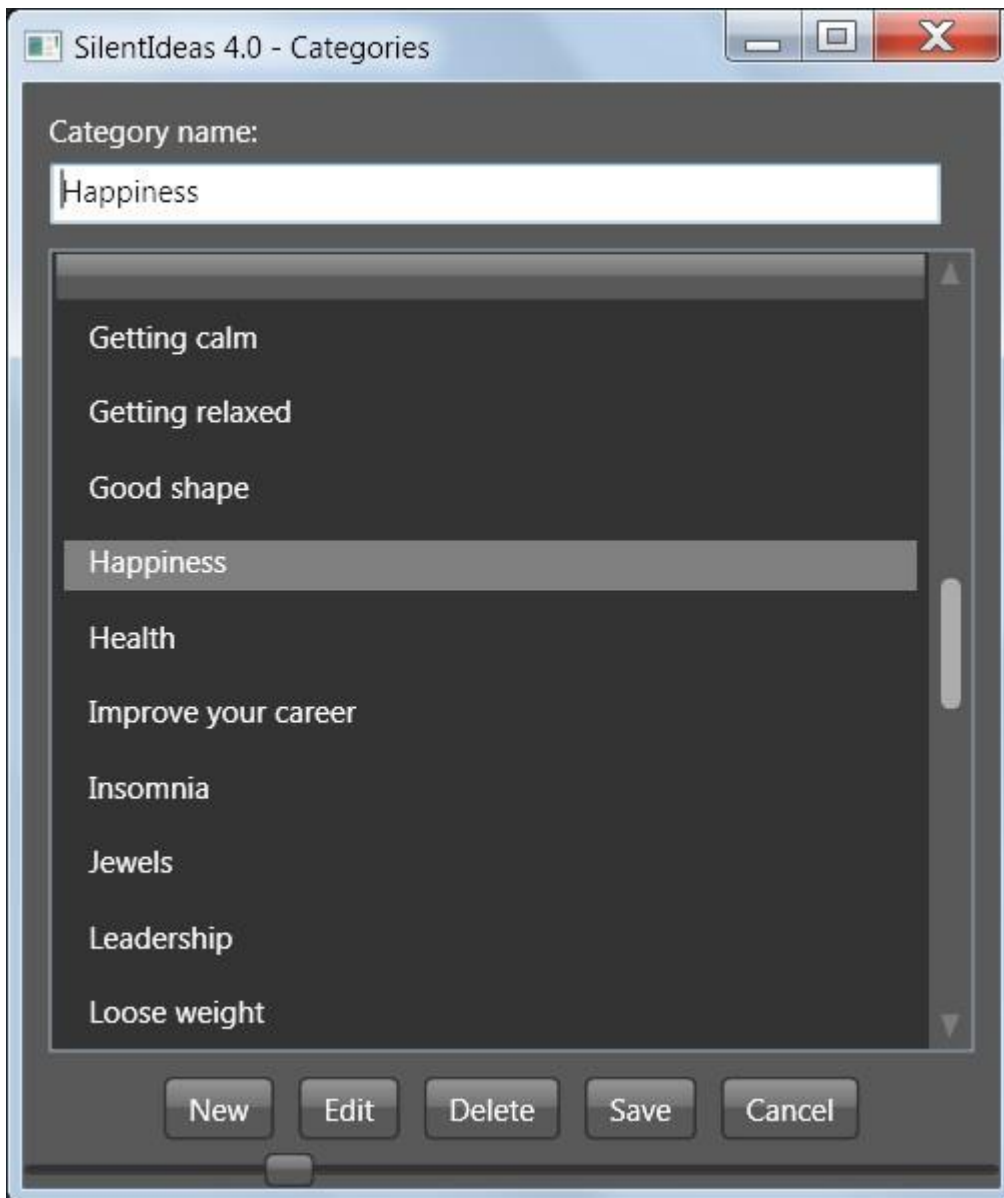 SilentIdeas 4.0 - Categories
Category name:
Happiness
Getting calm
Getting relaxed
Good shape
Happiness
Health
Improve your career
Insomnia
Jewels
Leadership
Loose weight
New Edit Delete Save Cancel